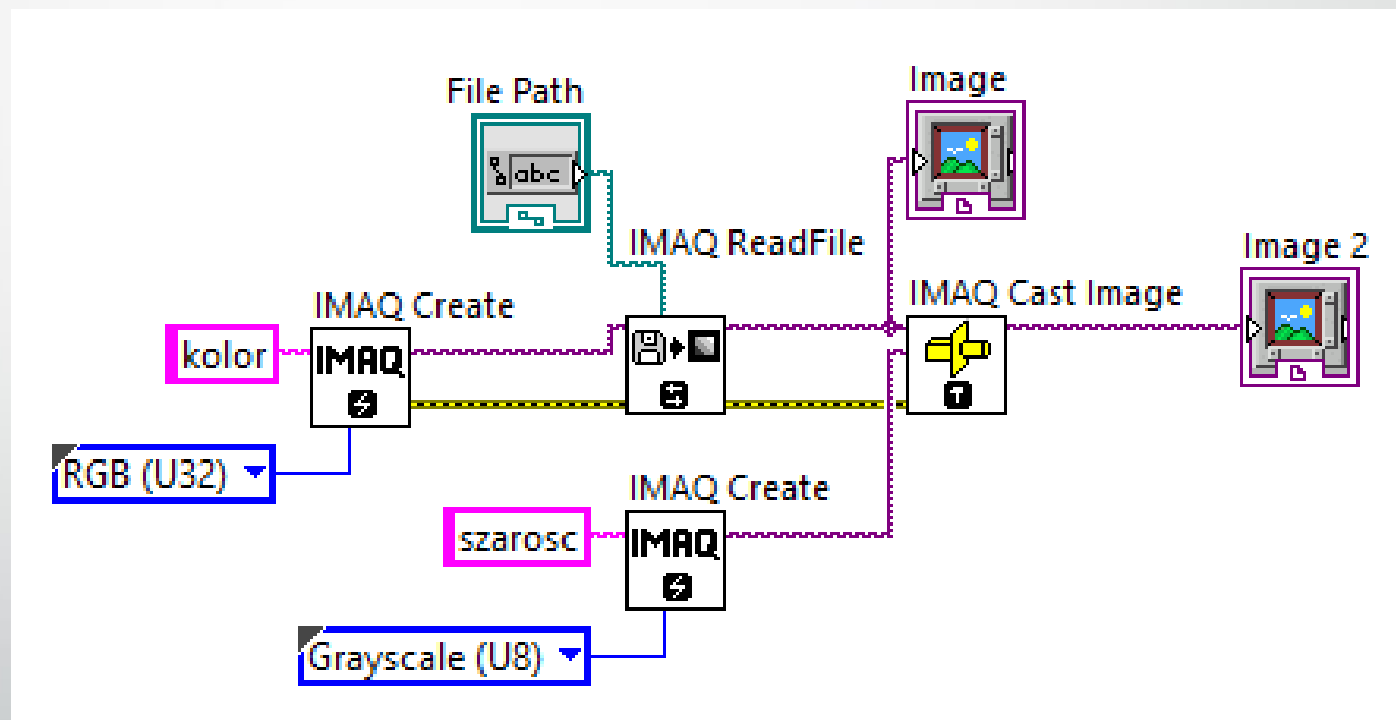 File Path
abc
Image
IMAQ ReadFile
Image 2
IMAQ Create
IMAQ Cast Image
kolor
IMAQ
T
RGB (U32)
IMAQ Create
szarosc
IMAQ
Grayscale (U8)